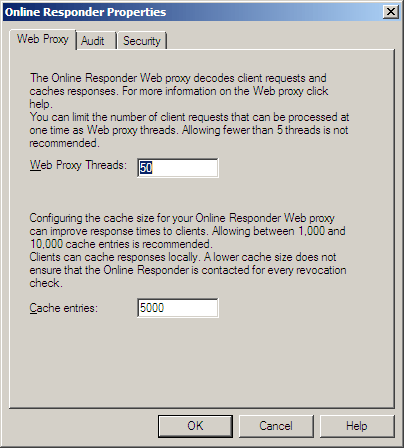 Online Responder Properties
Web Proxy Audit Security
The Online Responder Web proxy decodes client requests and
caches responses. For more information on the Web proxy click
help.
You can limit the number of client requests that can be processed at
one time as Web proxy threads. Allowing fewer than 5 threads is not
recommended.
Web Proxy Threads: 50
Configuring the cache size for your Online Responder Web proxy
can improve response times to clients. Allowing between 1,000 and
10,000 cache entries is recommended.
Clients can cache responses locally. A lower cache size does not
ensure that the Online Responder is contacted for every revocation
check.
Cache entries: 5000
OK Cancel Help